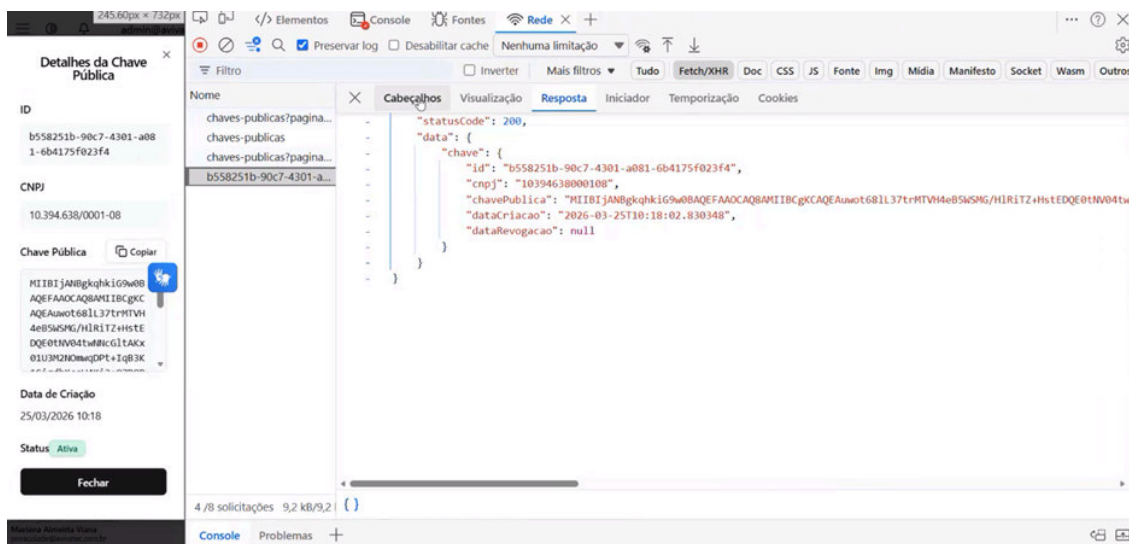 245.60px × 732px
Elementos
Console
Fontes
Rede
Preservar log
Desabilitar cache
Nenhuma limitação
Filtro
Inverter
Mais filtros
Tudo
Fetch/XHR
Doc
CSS
JS
Fonte
Img
Mídia
Manifesto
Socket
Wasm
Outros
Detalhes da Chave
Pública
ID
b558251b-90c7-4301-a08
1-6b4175f023f4
CNPJ
10.394.638/0001-08
Chave Pública
Copiar
MIIBIjANBgkqhkiG9w0B
AQEFAAOCAQ8AMIIBCgKC
AQEAuwot681L37trMTVH
4eB5WSMG/HlRiTZ+HstE
DQE0tNV04twNNcGltAKx
01U3M2NOmwqDPt+IqB3K
Data de Criação
25/03/2026 10:18
Status Ativa
Fechar
Nome
chaves-publicas?pagina...
chaves-publicas
chaves-publicas?pagina...
b558251b-90c7-4301-a...
4 /8 solicitações 9,2 kB/9,2
Cabeçalhos
Visualização
Resposta
Iniciador
Temporização
Cookies
"statusCode": 200,
"data": {
"chave": {
"id": "b558251b-90c7-4301-a081-6b4175f023f4",
"cnpj": "10394638000108",
"chavePublica": "MIIBIjANBgkqhkiG9w0BAQEFAAOCAQ8AMIIBCgKCAQEAuwot681L37trMTVH4eB5WSMG/HlRiTZ+HstEDQE0tNV04tw
"dataCriacao": "2026-03-25T10:18:02.830348",
"dataRevogacao": null
}
}
}
{ }
Console
Problemas